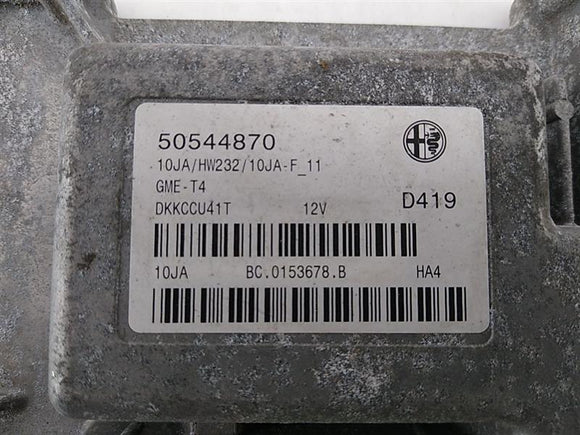 50544870
10JA/HW232/10JA-F_11
GME-T4
DKKCCU41T 12V D419
10JA BC.0153678.B HA4